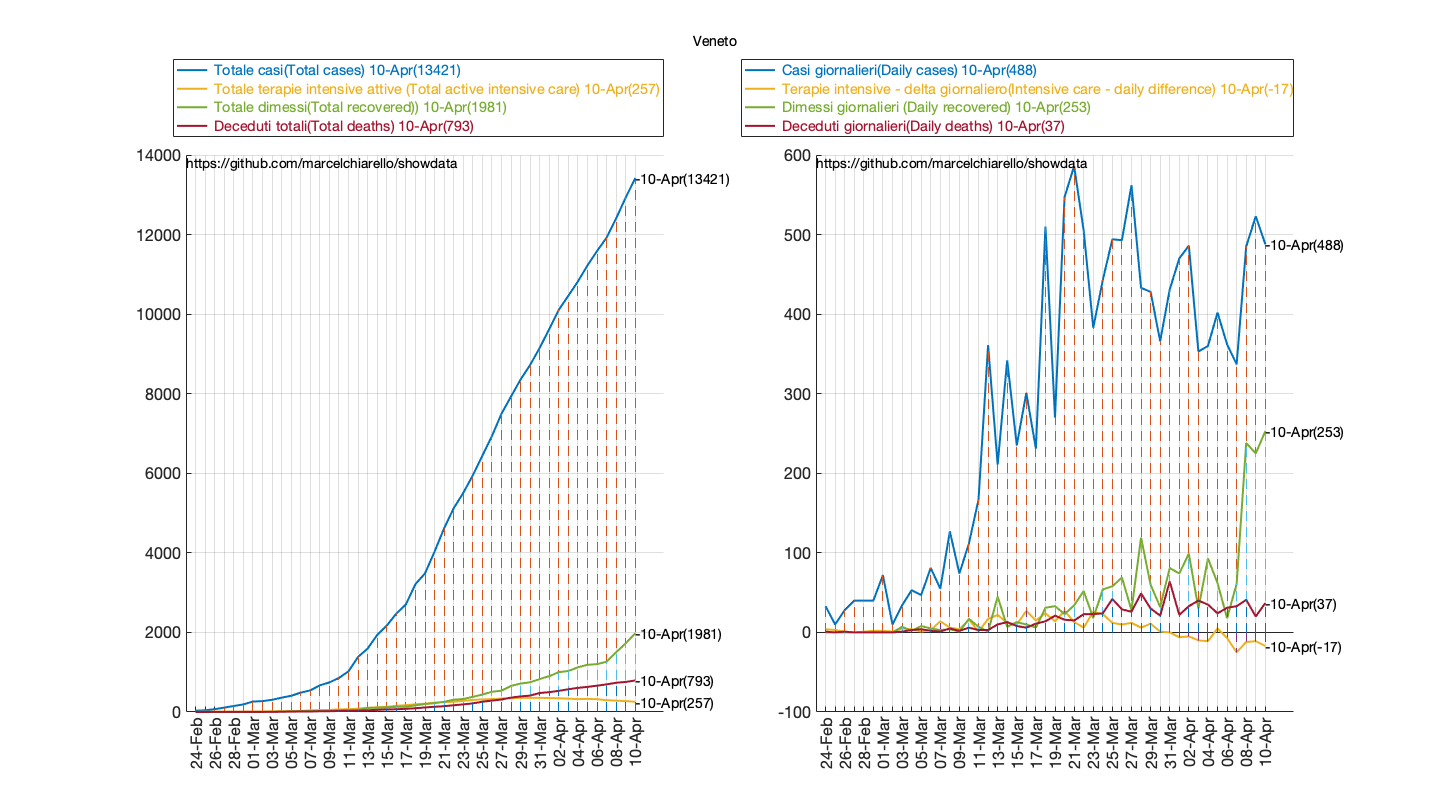 Veneto
Totale casi(Total cases) 10-Apr(13421)
Totale terapie intensive attive (Total active intensive care) 10-Apr(257)
Totale dimessi(Total recovered)) 10-Apr(1981)
Deceduti totali(Total deaths) 10-Apr(793)
14000
12000
10000
8000
6000
4000
2000
0
https://github.com/marcelchiarello/showdata
10-Apr(13421)
10-Apr(1981)
10-Apr(793)
10-Apr(257)
24-Feb
26-Feb
28-Feb
01-Mar
03-Mar
05-Mar
07-Mar
09-Mar
11-Mar
13-Mar
15-Mar
17-Mar
19-Mar
21-Mar
23-Mar
25-Mar
27-Mar
29-Mar
31-Mar
02-Apr
04-Apr
06-Apr
08-Apr
10-Apr
Casi giornalieri(Daily cases) 10-Apr(488)
Terapie intensive - delta giornaliero(Intensive care - daily difference) 10-Apr(-17)
Dimessi giornalieri (Daily recovered) 10-Apr(253)
Deceduti giornalieri(Daily deaths) 10-Apr(37)
600
500
400
300
200
100
0
-100
https://github.com/marcelchiarello/showdata
10-Apr(488)
10-Apr(253)
10-Apr(37)
10-Apr(-17)
24-Feb
26-Feb
28-Feb
01-Mar
03-Mar
05-Mar
07-Mar
09-Mar
11-Mar
13-Mar
15-Mar
17-Mar
19-Mar
21-Mar
23-Mar
25-Mar
27-Mar
29-Mar
31-Mar
02-Apr
04-Apr
06-Apr
08-Apr
10-Apr